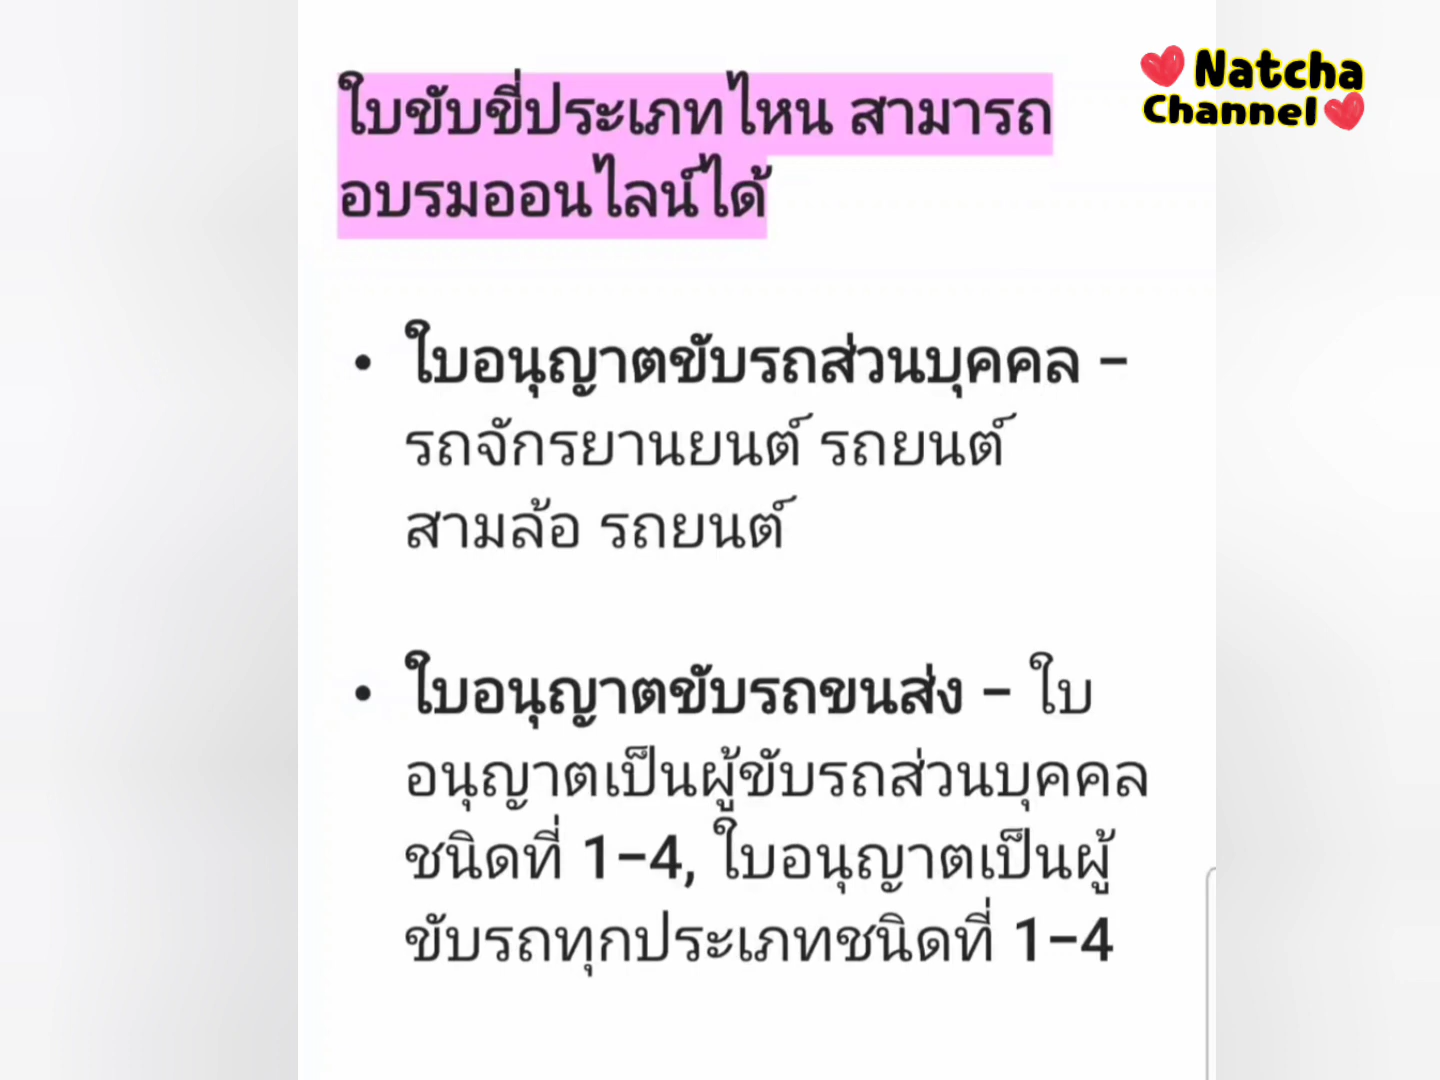 ใบขับขี่ประเภทไหน สามารถ
อบรมออนไลน์ได้
Natcha
Channel
• ใบอนุญาตขับรถส่วนบุคคล –
รถจักรยานยนต์ รถยนต์
สามล้อ รถยนต์
• ใบอนุญาตขับรถขนส่ง – ใบ
อนุญาตเป็นผู้ขับรถส่วนบุคคล
ชนิดที่ 1–4, ใบอนุญาตเป็นผู้
ขับรถทุกประเภทชนิดที่ 1–4